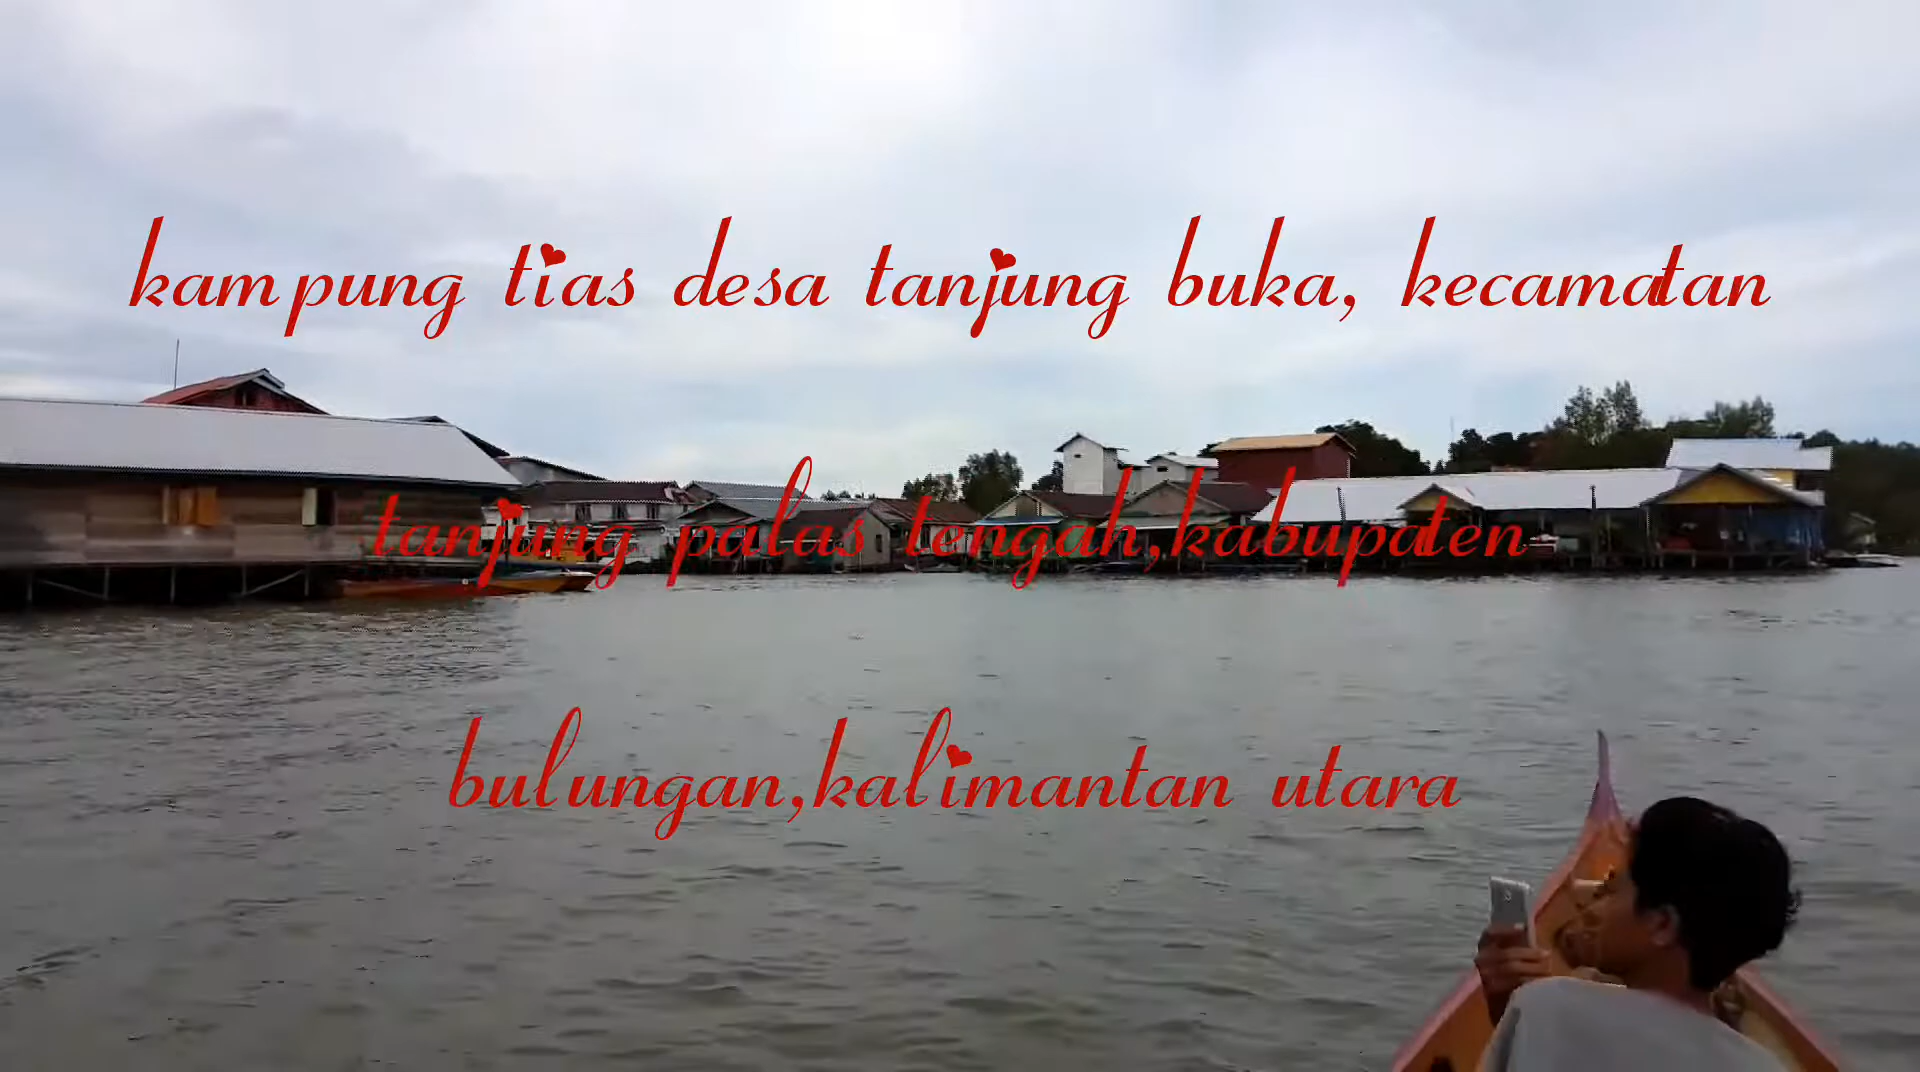 kampung tias desa tanjung buka, kecamatan
tanjung palas tengah,kabupaten
bulungan,kalimantan utara